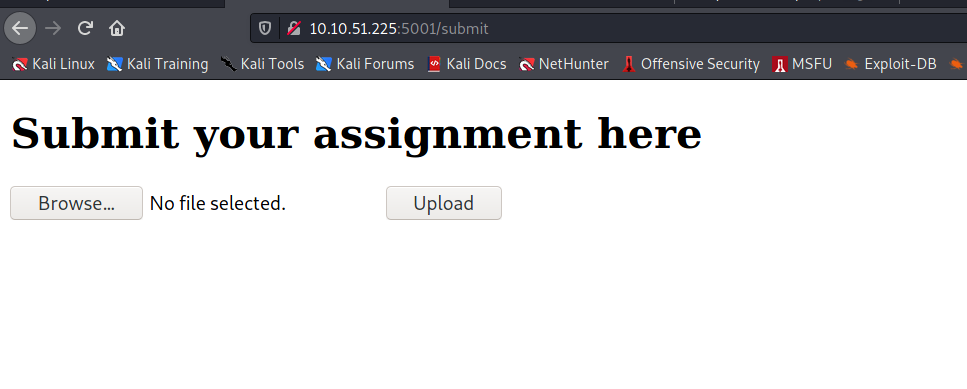 10.10.51.225:5001/submit
Kali Linux Kali Training Kali Tools Kali Forums Kali Docs NetHunter Offensive Security MSFU Exploit-DB
Submit your assignment here
Browse... No file selected. Upload